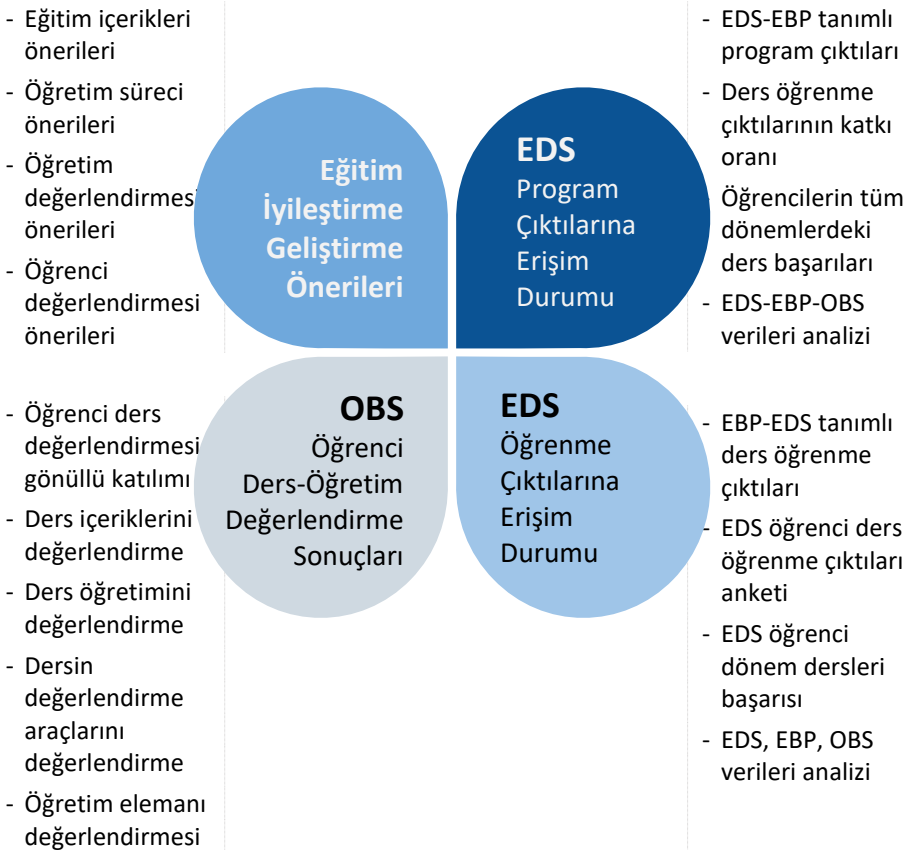 - Eğitim içerikleri
önerileri
- Öğretim süreci
önerileri
- Öğretim
değerlendirmesi
önerileri
- Öğrenci
değerlendirmesi
önerileri
Eğitim
İyileştirme
Geliştirme
Önerileri
EDS
Program
Çıktılarına
Erişim
Durumu
- EDS-EBP tanımlı
program çıktıları
- Ders öğrenme
çıktılarının katkı
oranı
Öğrencilerin tüm
dönemlerdeki
ders başarıları
- EDS-EBP-OBS
verileri analizi
- Öğrenci ders
değerlendirmesi
gönüllü katılımı
- Ders içeriklerini
değerlendirme
- Ders öğretimini
değerlendirme
- Dersin
değerlendirme
araçlarını
değerlendirme
- Öğretim elemanı
değerlendirmesi
OBS
Öğrenci
Ders-Öğretim
Değerlendirme
Sonuçları
EDS
Öğrenme
Çıktılarına
Erişim
Durumu
- EBP-EDS tanımlı
ders öğrenme
çıktıları
- EDS öğrenci ders
öğrenme çıktıları
anketi
- EDS öğrenci
dönem dersleri
başarısı
- EDS, EBP, OBS
verileri analizi